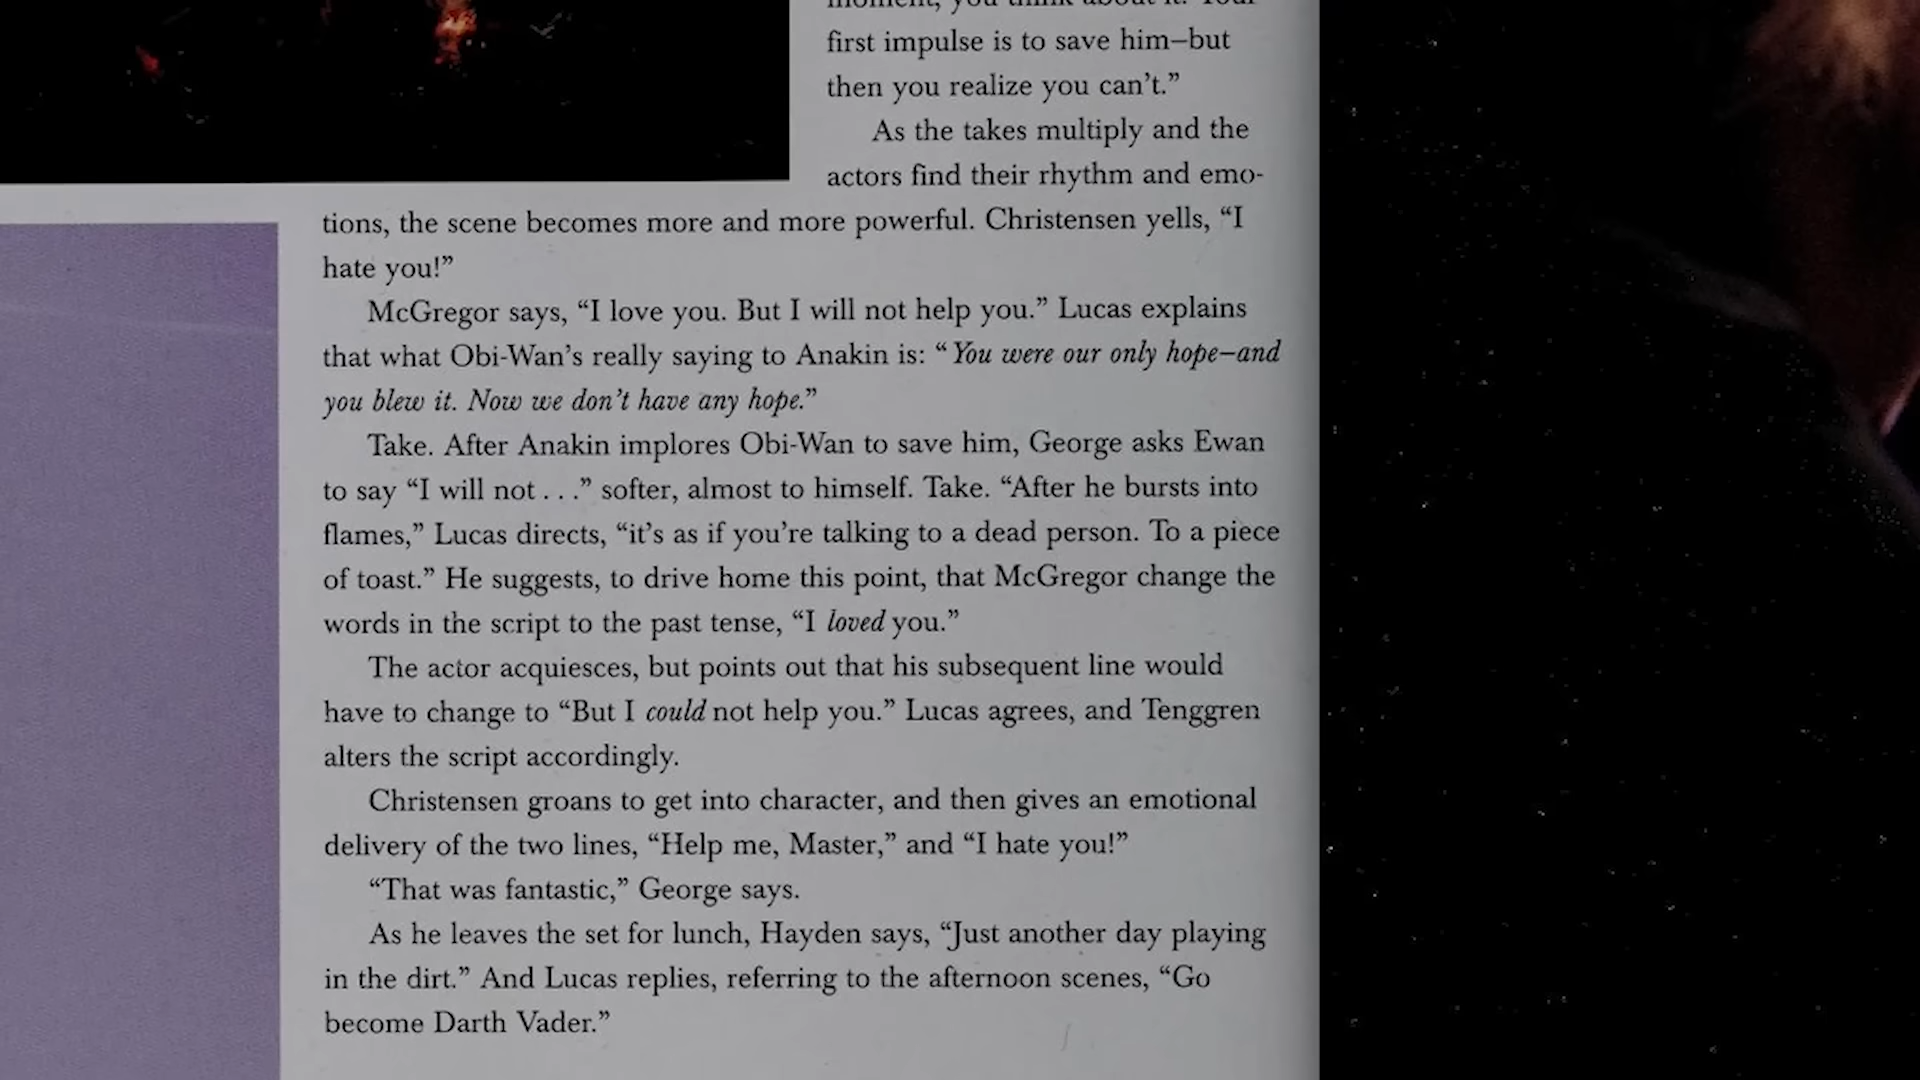 moment, you think about it. Your
first impulse is to save him—but
then you realize you can't.”
As the takes multiply and the
actors find their rhythm and emo-
tions, the scene becomes more and more powerful. Christensen yells, “I
hate you!”
McGregor says, “I love you. But I will not help you.” Lucas explains
that what Obi-Wan’s really saying to Anakin is: “You were our only hope—and
you blew it. Now we don’t have any hope.”
Take. After Anakin implores Obi-Wan to save him, George asks Ewan
to say “I will not . . .” softer, almost to himself. Take. “After he bursts into
flames,” Lucas directs, “it’s as if you’re talking to a dead person. To a piece
of toast.” He suggests, to drive home this point, that McGregor change the
words in the script to the past tense, “I loved you.”
The actor acquiesces, but points out that his subsequent line would
have to change to “But I could not help you.” Lucas agrees, and Tenggren
alters the script accordingly.
Christensen groans to get into character, and then gives an emotional
delivery of the two lines, “Help me, Master,” and “I hate you!”
“That was fantastic,” George says.
As he leaves the set for lunch, Hayden says, “Just another day playing
in the dirt.” And Lucas replies, referring to the afternoon scenes, “Go
become Darth Vader.”